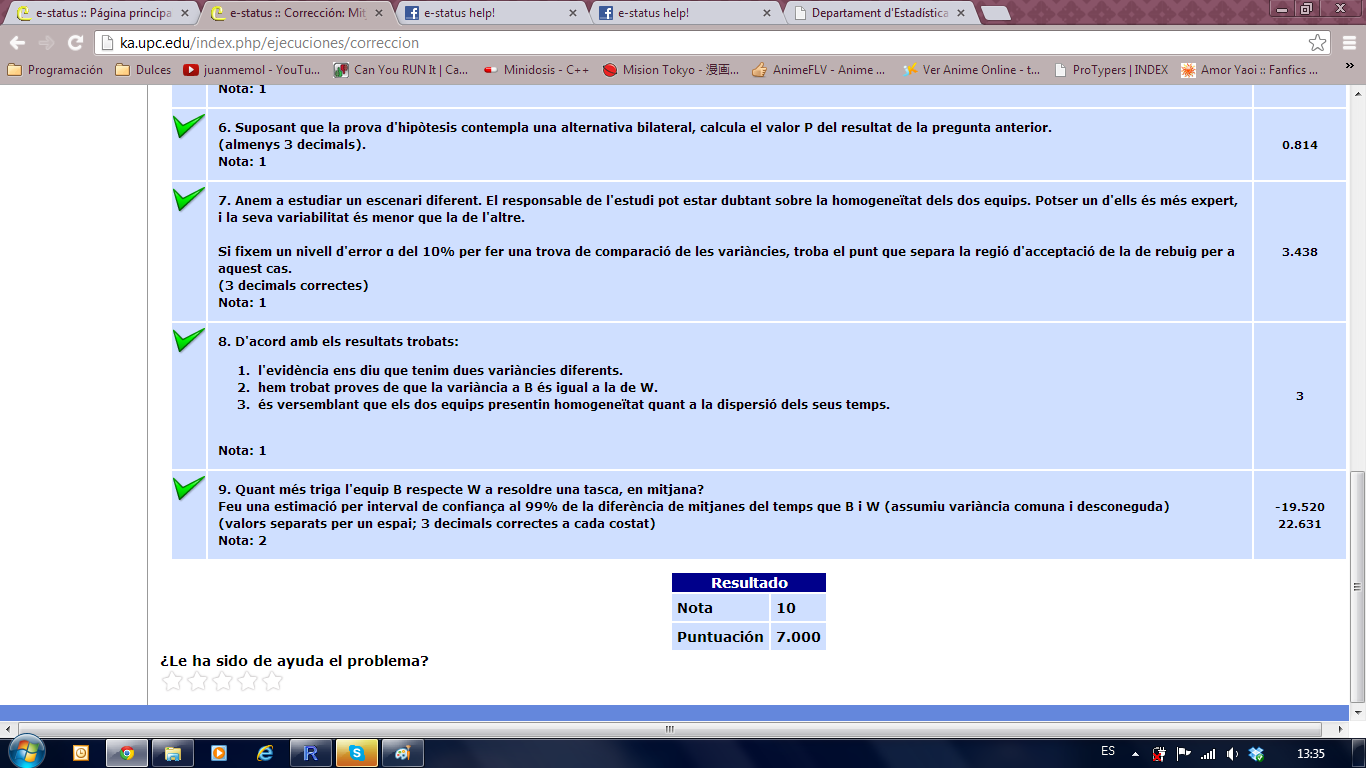 e-status :: Página principa
e-status :: Corrección: Mitj
e-status help!
e-status help!
Departament d'Estadística
ka.upc.edu/index.php/ejecuciones/correccion
Programación
Dulces
juanmemol - YouTu...
Can You RUN It | Ca...
Minidosis - C++
Mision Tokyo - 漫画...
AnimeFLV - Anime ...
Ver Anime Online - t...
ProTypers | INDEX
Amor Yaoi :: Fanfics ...
»
Nota: 1
6. Suposant que la prova d'hipòtesis contempla una alternativa bilateral, calcula el valor P del resultat de la pregunta anterior.
(almenys 3 decimals).
Nota: 1
0.814
7. Anem a estudiar un escenari diferent. El responsable de l'estudi pot estar dubtant sobre la homogeneïtat dels dos equips. Potser un d'ells és més expert,
i la seva variabilitat és menor que la de l'altre.
Si fixem un nivell d'error α del 10% per fer una trova de comparació de les variàncies, troba el punt que separa la regió d'acceptació de la de rebuig per a
aquest cas.
(3 decimals correctes)
Nota: 1
3.438
8. D'acord amb els resultats trobats:
1. l'evidència ens diu que tenim dues variàncies diferents.
2. hem trobat proves de que la variància a B és igual a la de W.
3. és versemblant que els dos equips presentin homogeneïtat quant a la dispersió dels seus temps.
Nota: 1
3
9. Quant més triga l'equip B respecte W a resoldre una tasca, en mitjana?
Feu una estimació per interval de confiança al 99% de la diferència de mitjanes del temps que B i W (assumiu variància comuna i desconeguda)
(valors separats per un espai; 3 decimals correctes a cada costat)
Nota: 2
-19.520
22.631
Resultado
Nota 10
Puntuación 7.000
¿Le ha sido de ayuda el problema?
ES
13:35